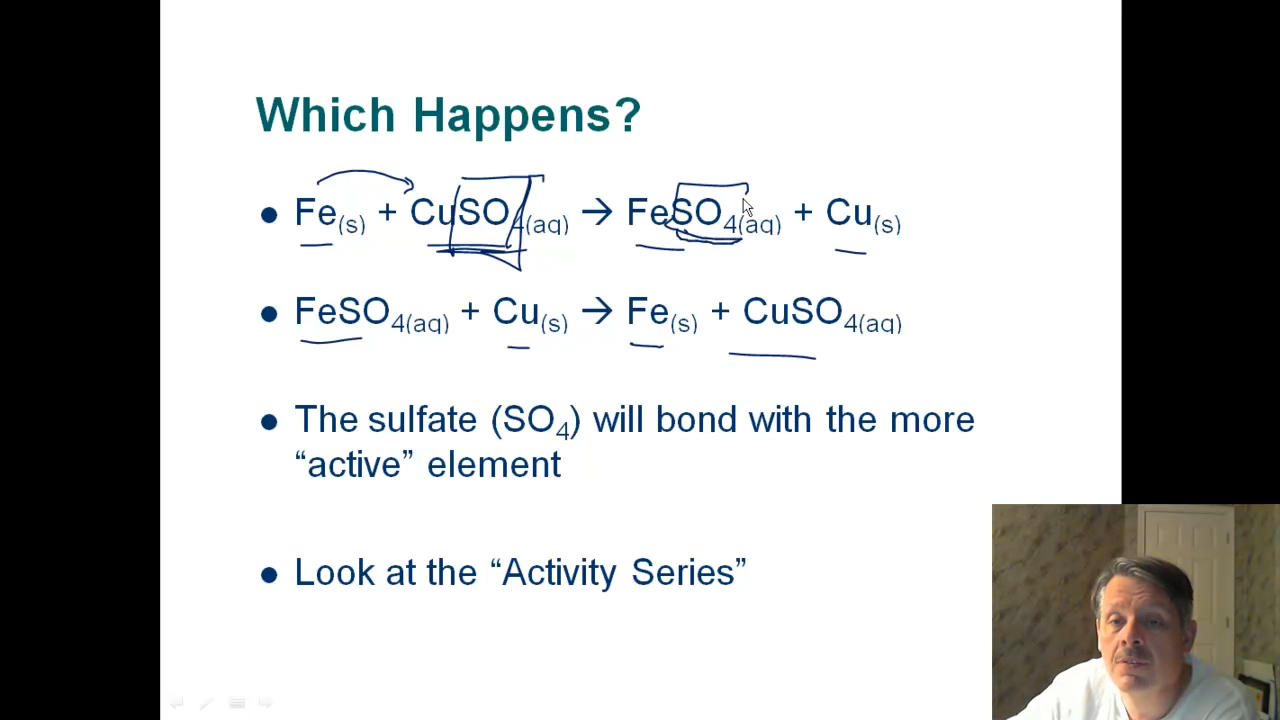 Which Happens?
• Fe(s) + CuSO4(aq) → FeSO4(aq) + Cu(s)
• FeSO4(aq) + Cu(s) → Fe(s) + CuSO4(aq)
• The sulfate (SO4) will bond with the more
“active” element
• Look at the “Activity Series”